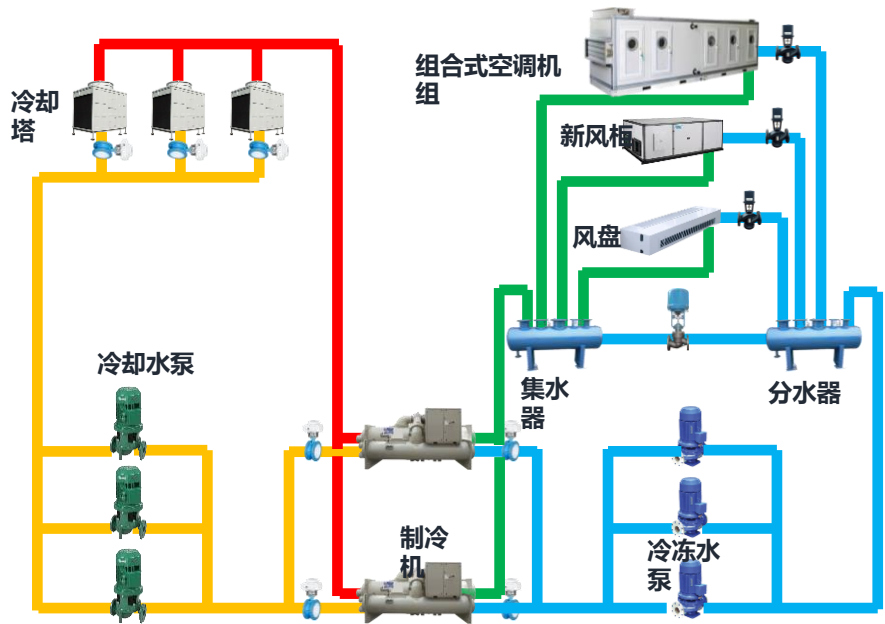 组合式空调机
组
冷却
塔
新风柜
风盘
冷却水泵
集水
器
分水器
制冷
机
冷冻水
泵